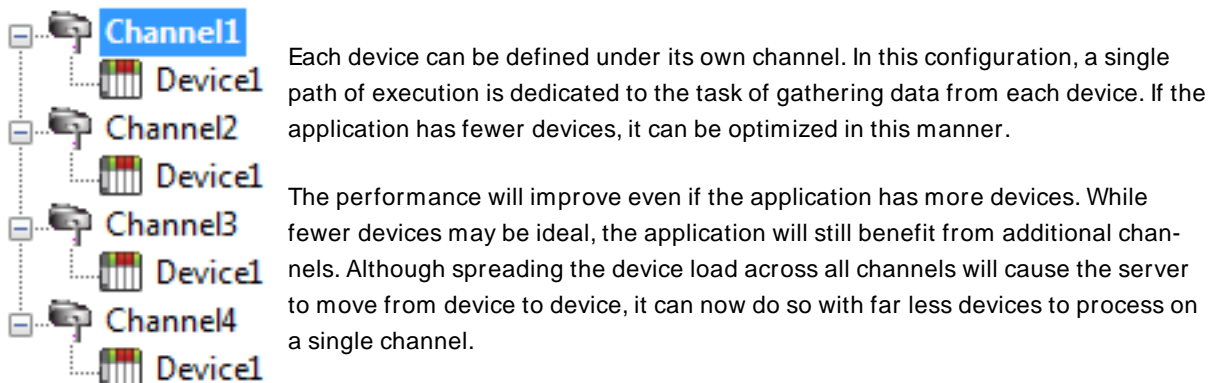 Channel1
Device1
Channel2
Device1
Channel3
Device1
Channel4
Device1
Each device can be defined under its own channel. In this configuration, a single
path of execution is dedicated to the task of gathering data from each device. If the
application has fewer devices, it can be optimized in this manner.
The performance will improve even if the application has more devices. While
fewer devices may be ideal, the application will still benefit from additional chan-
nels. Although spreading the device load across all channels will cause the server
to move from device to device, it can now do so with far less devices to process on
a single channel.